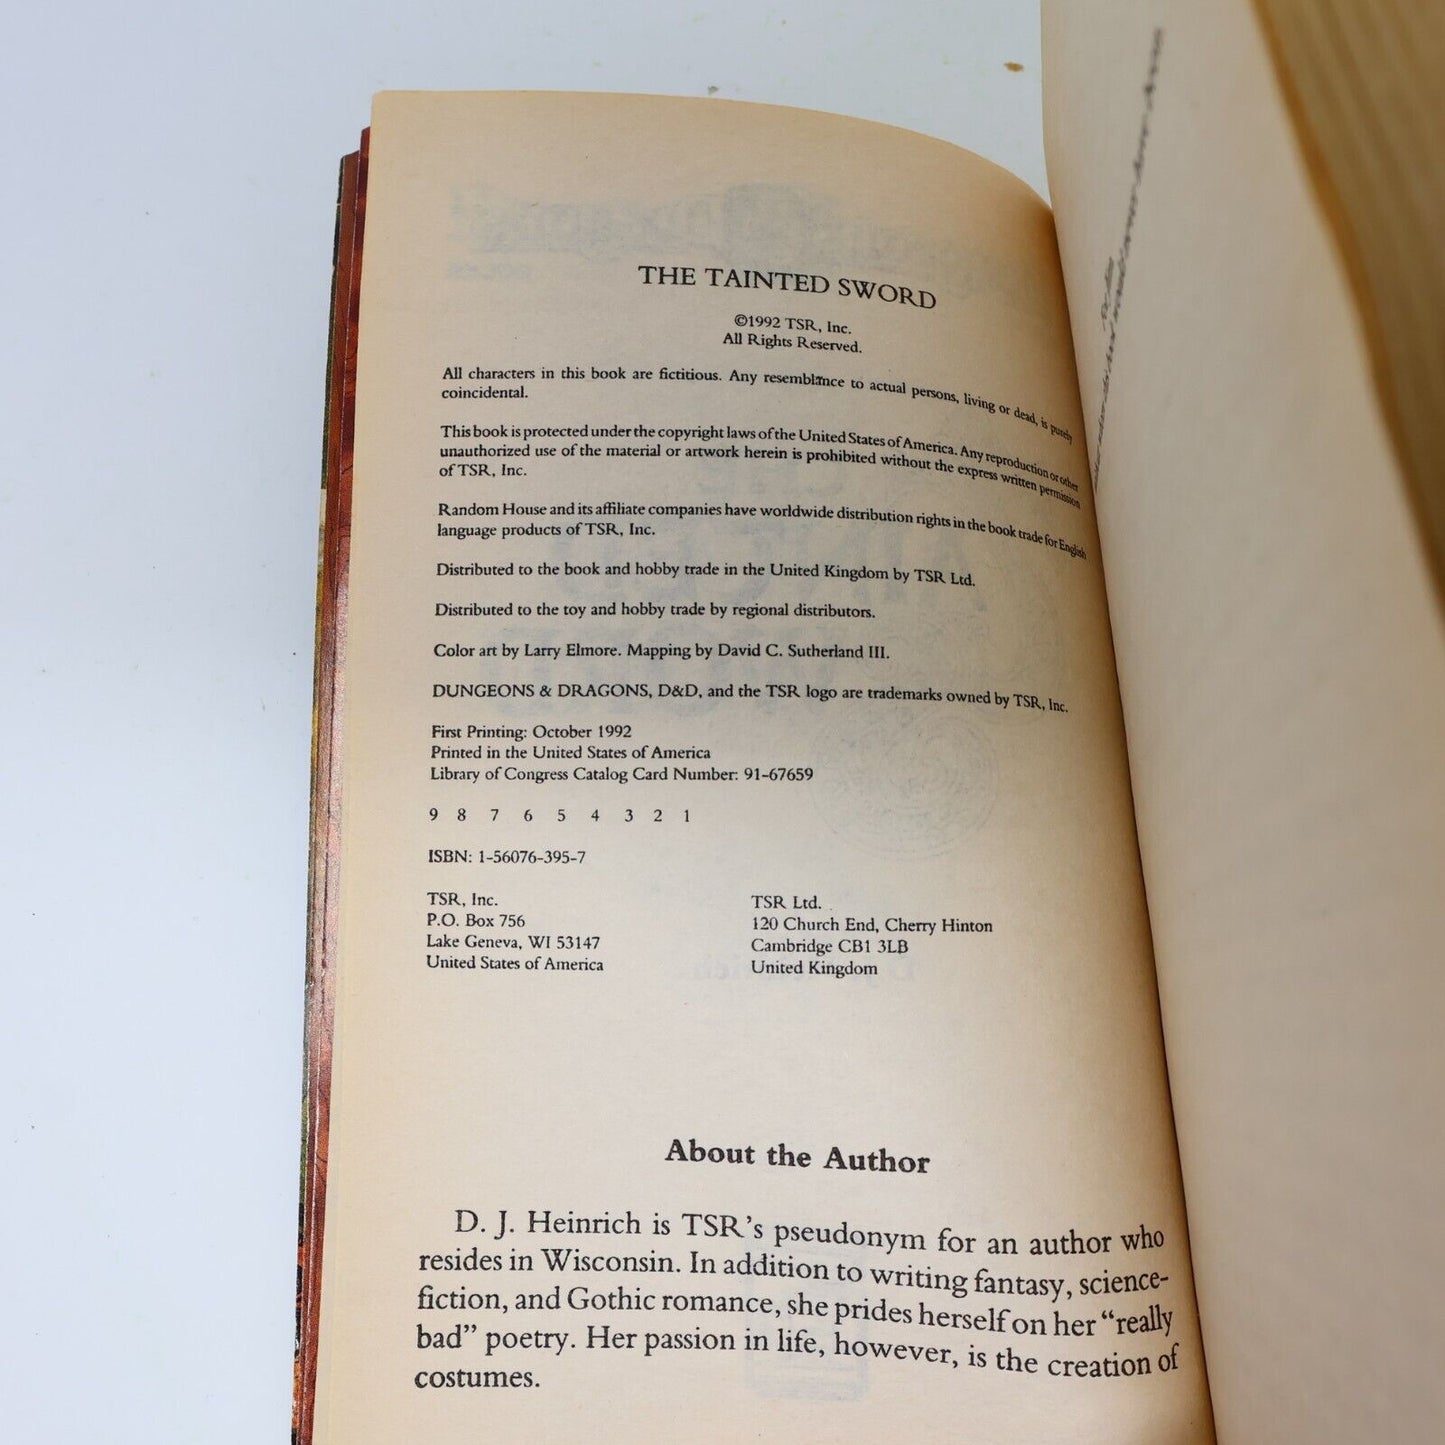 THE TAINTED SWORD
©1992 TSR, Inc.
All Rights Reserved.
All characters in this book are fictitious. Any resemblance to actual persons, living or dead, is purely
coincidental.
This book is protected under the copyright laws of the United States of America. Any reproduction or other
unauthorized use of the material or artwork herein is prohibited without the express written permission
of TSR, Inc.
Random House and its affiliate companies have worldwide distribution rights in the book trade for English
language products of TSR, Inc.
Distributed to the book and hobby trade in the United Kingdom by TSR Ltd.
Distributed to the toy and hobby trade by regional distributors.
Color art by Larry Elmore. Mapping by David C. Sutherland III.
DUNGEONS & DRAGONS, D&D, and the TSR logo are trademarks owned by TSR, Inc.
First Printing: October 1992
Printed in the United States of America
Library of Congress Catalog Card Number: 91-67659
9 8 7 6 5 4 3 2 1
ISBN: 1-56076-395-7
TSR, Inc.
P.O. Box 756
Lake Geneva, WI 53147
United States of America
TSR Ltd.
120 Church End, Cherry Hinton
Cambridge CB1 3LB
United Kingdom
About the Author
D. J. Heinrich is TSR's pseudonym for an author who
resides in Wisconsin. In addition to writing fantasy, science-
fiction, and Gothic romance, she prides herself on her "really
bad" poetry. Her passion in life, however, is the creation of
costumes.